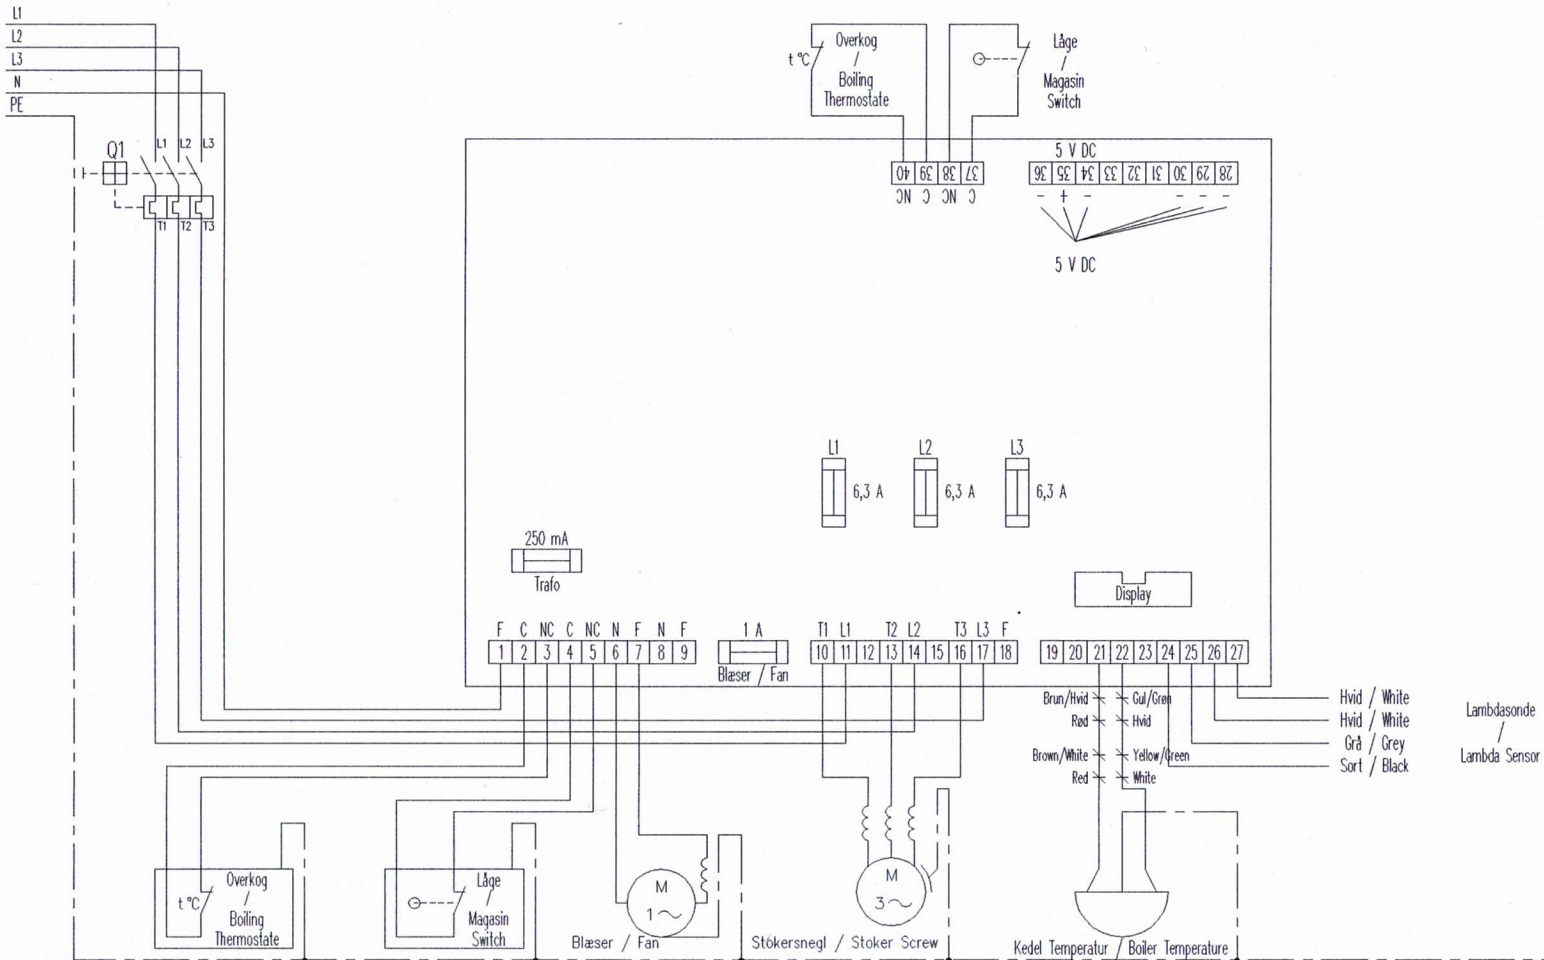 L1
L2
L3
N
PE
Q1
L1 L2 L3
T1 T2 T3
t °C
Overkog
/
Boiling
Thermostate
Låge
/
Magasin
Switch
5 V DC
40 39 38 37
NC C NC C
36 35 34 33 32 31 30 29 28
- + - - - -
5 V DC
L1 L2 L3
6,3 A 6,3 A 6,3 A
250 mA
Trafo
Display
F C NC C NC N F N F
1 2 3 4 5 6 7 8 9
1 A
Blæser / Fan
T1 L1 T2 L2 T3 L3 F
10 11 12 13 14 15 16 17 18
19 20 21 22 23 24 25 26 27
Brun/Hvid Gul/Grøn
Rød Hvid
Brown/White Yellow/Green
Red White
Hvid / White
Hvid / White
Grå / Grey
Sort / Black
Lambdasonde
/
Lambda Sensor
t °C
Overkog
/
Boiling
Thermostate
Låge
/
Magasin
Switch
M
1~
Blæser / Fan
M
3~
Stokersnegl / Stoker Screw
Kedel Temperatur / Boiler Temperature